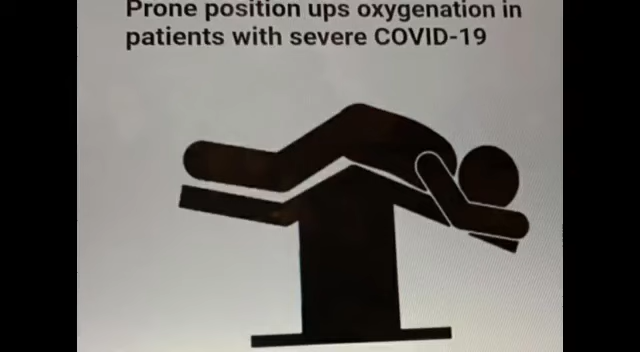 Prone position ups oxygenation in
patients with severe COVID-19